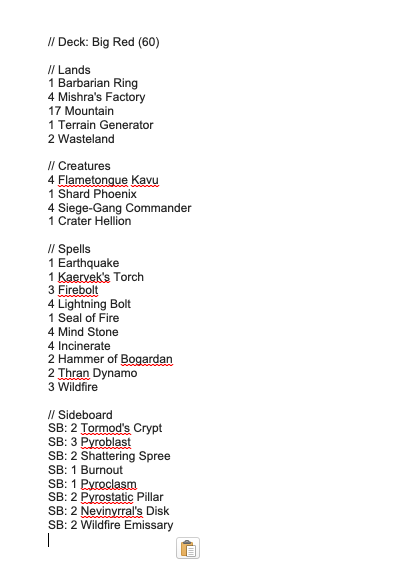 // Deck: Big Red (60)
// Lands
1 Barbarian Ring
4 Mishra's Factory
17 Mountain
1 Terrain Generator
2 Wasteland
// Creatures
4 Flametongue Kavu
1 Shard Phoenix
4 Siege-Gang Commander
1 Crater Hellion
// Spells
1 Earthquake
1 Kaervek's Torch
3 Firebolt
4 Lightning Bolt
1 Seal of Fire
4 Mind Stone
4 Incinerate
2 Hammer of Bogardan
2 Thran Dynamo
3 Wildfire
// Sideboard
SB: 2 Tormod's Crypt
SB: 3 Pyroblast
SB: 2 Shattering Spree
SB: 1 Burnout
SB: 1 Pyroclasm
SB: 2 Pyrostatic Pillar
SB: 2 Nevinyrral's Disk
SB: 2 Wildfire Emissary